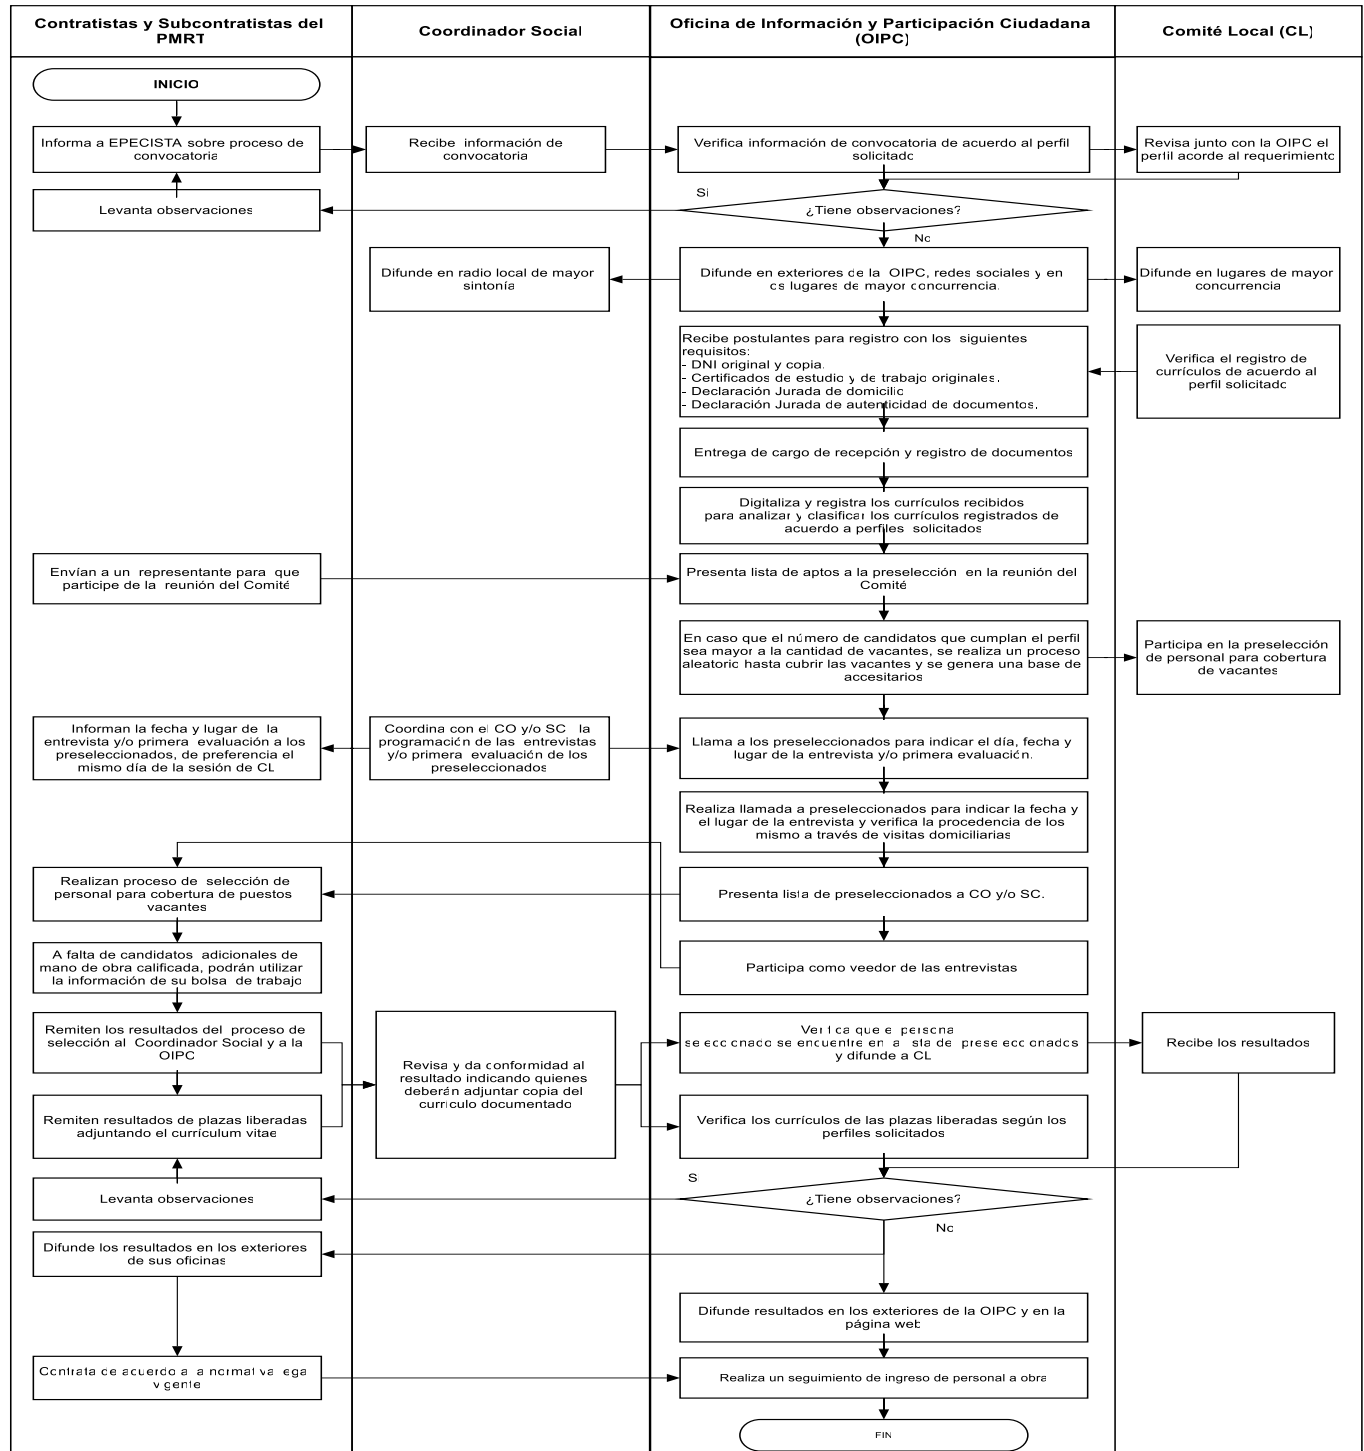 Contratistas y Subcontratistas del
PMRT
Coordinador Social
Oficina de Información y Participación Ciudadana
(OIPC)
Comité Local (CL)
INICIO
Informa a EPECISTA sobre proceso de
convocatoria
Recibe información de
convocatoria
Verifica información de convocatoria de acuerdo al perfil
solicitado
Revisa junto con la OIPC el
perfil acorde al requerimiento
Si
Levanta observaciones
¿Tiene observaciones?
No
Difunde en radio local de mayor
sintonía
Difunde en exteriores de la OIPC, redes sociales y en
os lugares de mayor concurrencia.
Difunde en lugares de mayor
concurrencia
Recibe postulantes para registro con los siguientes
requisitos:
- DNI original y copia.
- Certificados de estudio y de trabajo originales.
- Declaración Jurada de domicilio
- Declaración Jurada de autenticidad de documentos.
Verifica el registro de
currículos de acuerdo al
perfil solicitado
Entrega de cargo de recepción y registro de documentos
Digitaliza y registra los currículos recibidos
para analizar y clasificar los currículos registrados de
acuerdo a perfiles solicitados
Envían a un representante para que
participe de la reunión del Comité
Presenta lista de aptos a la preselección en la reunión del
Comité
En caso que el número de candidatos que cumplan el perfil
sea mayor a la cantidad de vacantes, se realiza un proceso
aleatorio hasta cubrir las vacantes y se genera una base de
accesitarios
Participa en la preselección
de personal para cobertura
de vacantes
Informan la fecha y lugar de la
entrevista y/o primera evaluación a los
preseleccionados, de preferencia el
mismo día de la sesión de CL
Coordina con el CO y/o SC la
programación de las entrevistas
y/o primera evaluación de los
preseleccionados
Llama a los preseleccionados para indicar el día, fecha y
lugar de la entrevista y/o primera evaluación.
Realiza llamada a preseleccionados para indicar la fecha y
el lugar de la entrevista y verifica la procedencia de los
mismo a través de visitas domiciliarias
Realizan proceso de selección de
personal para cobertura de puestos
vacantes
Presenta lista de preseleccionados a CO y/o SC.
A falta de candidatos adicionales de
mano de obra calificada, podrán utilizar
la información de su bolsa de trabajo
Participa como veedor de las entrevistas
Remiten los resultados del proceso de
selección al Coordinador Social y a la
OIPC
Revisa y da conformidad al
resultado indicando quienes
deberán adjuntar copia del
currículo documentado
Verifica que el personal
seleccionado se encuentre en la lista de preseleccionados
y difunde a CL
Recibe los resultados
Remiten resultados de plazas liberadas
adjuntando el currículum vitae
Verifica los currículos de las plazas liberadas según los
perfiles solicitados
S
Levanta observaciones
¿Tiene observaciones?
No
Difunde los resultados en los exteriores
de sus oficinas
Difunde resultados en los exteriores de la OIPC y en la
página web
Contrata de acuerdo a la normativa legal
vigente
Realiza un seguimiento de ingreso de personal a obra
FIN